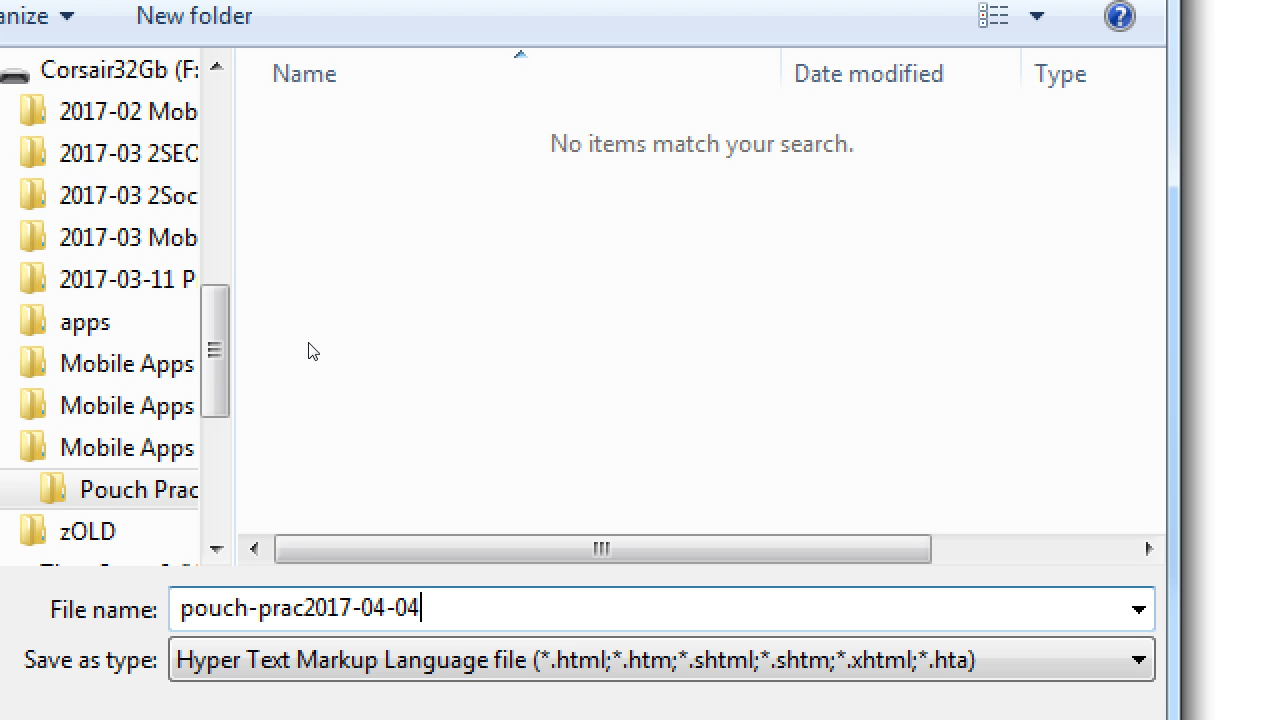 anize New folder
Name Date modified Type
No items match your search.
Corsair32Gb (F:
2017-02 Mob
2017-03 2SEO
2017-03 2Soc
2017-03 Mob
2017-03-11 P
apps
Mobile Apps
Mobile Apps
Mobile Apps
Pouch Prac
zOLD
File name: pouch-prac2017-04-04
Save as type: Hyper Text Markup Language file (*.html;*.htm;*.shtml;*.shtm;*.xhtml;*.hta)